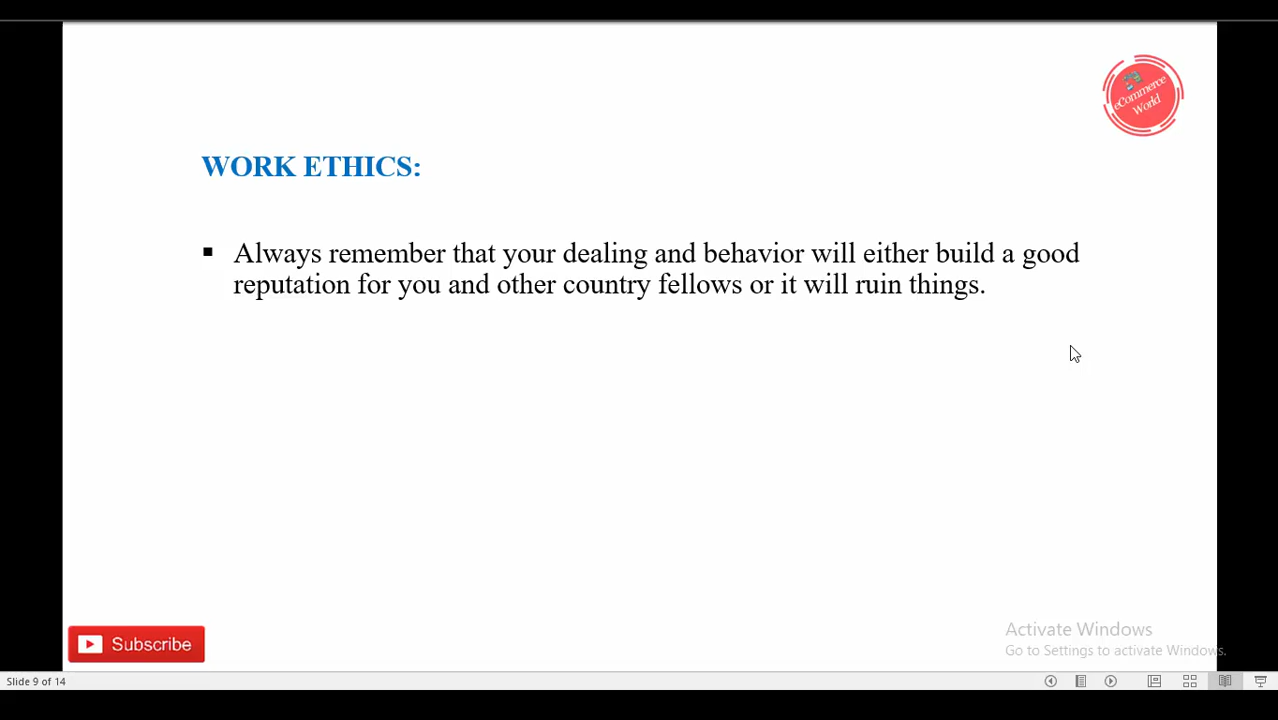 eCommerce
World
WORK ETHICS:
▪ Always remember that your dealing and behavior will either build a good
reputation for you and other country fellows or it will ruin things.
Subscribe
Activate Windows
Go to Settings to activate Windows.
Slide 9 of 14